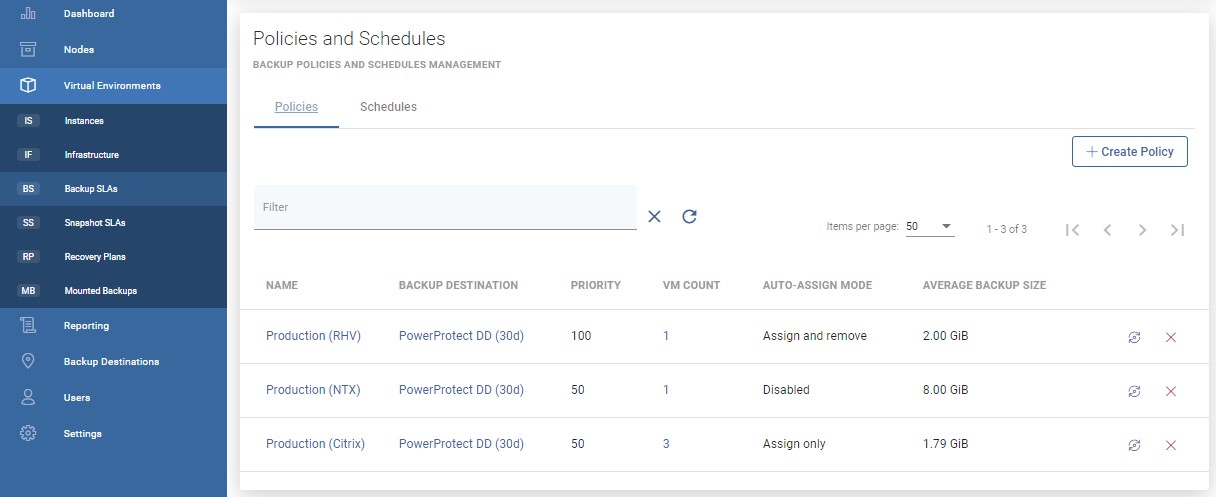 Dashboard
Nodes
Virtual Environments
IS Instances
IF Infrastructure
BS Backup SLAs
SS Snapshot SLAs
RP Recovery Plans
MB Mounted Backups
Reporting
Backup Destinations
Users
Settings
Policies and Schedules
BACKUP POLICIES AND SCHEDULES MANAGEMENT
Policies Schedules
+ Create Policy
Filter
Items per page: 50 1 - 3 of 3
NAME BACKUP DESTINATION PRIORITY VM COUNT AUTO-ASSIGN MODE AVERAGE BACKUP SIZE
Production (RHV) PowerProtect DD (30d) 100 1 Assign and remove 2.00 GiB
Production (NTX) PowerProtect DD (30d) 50 1 Disabled 8.00 GiB
Production (Citrix) PowerProtect DD (30d) 50 3 Assign only 1.79 GiB